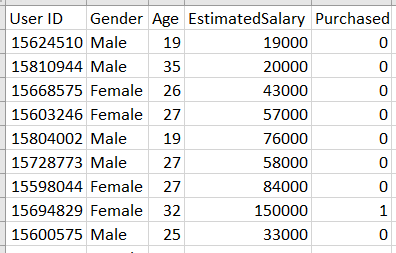 User ID Gender Age EstimatedSalary Purchased
15624510 Male 19 19000 0
15810944 Male 35 20000 0
15668575 Female 26 43000 0
15603246 Female 27 57000 0
15804002 Male 19 76000 0
15728773 Male 27 58000 0
15598044 Female 27 84000 0
15694829 Female 32 150000 1
15600575 Male 25 33000 0